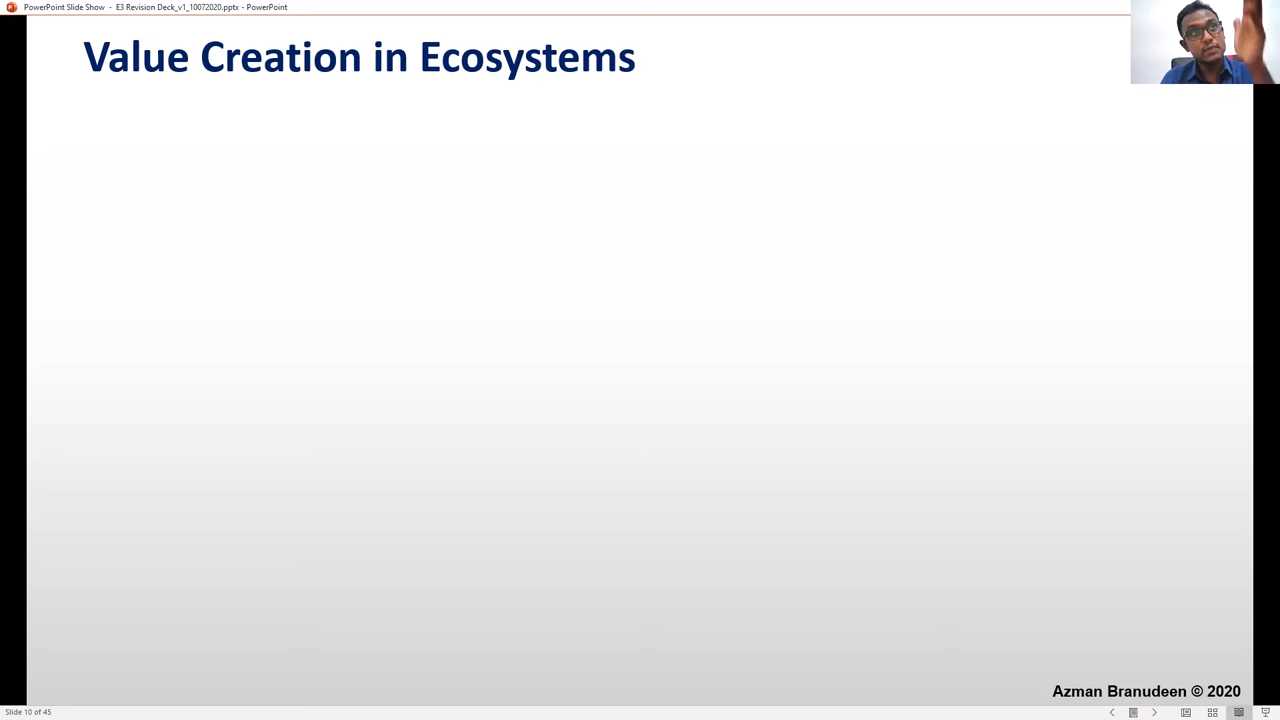 PowerPoint Slide Show - E3 Revision Deck_v1_10072020.pptx - PowerPoint
Value Creation in Ecosystems
Azman Branudeen © 2020
Slide 10 of 45